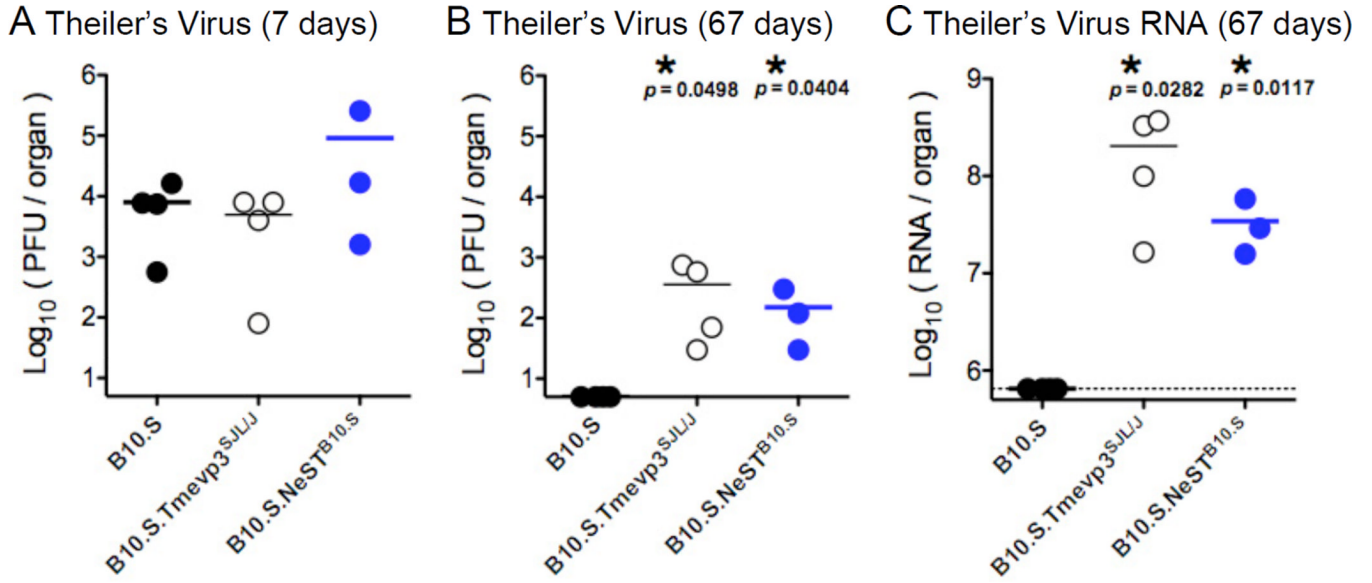 A Theiler's Virus (7 days)
Log10 ( PFU / organ )
6
5
4
3
2
1
B10.S
B10.S.Tmevp3SJL/J
B10.S.NeSTB10.S
B Theiler's Virus (67 days)
* *
p = 0.0498 p = 0.0404
Log10 ( PFU / organ )
6
5
4
3
2
1
B10.S
B10.S.Tmevp3SJL/J
B10.S.NeSTB10.S
C Theiler's Virus RNA (67 days)
* *
p = 0.0282 p = 0.0117
Log10 ( RNA / organ )
9
8
7
6
B10.S
B10.S.Tmevp3SJL/J
B10.S.NeSTB10.S